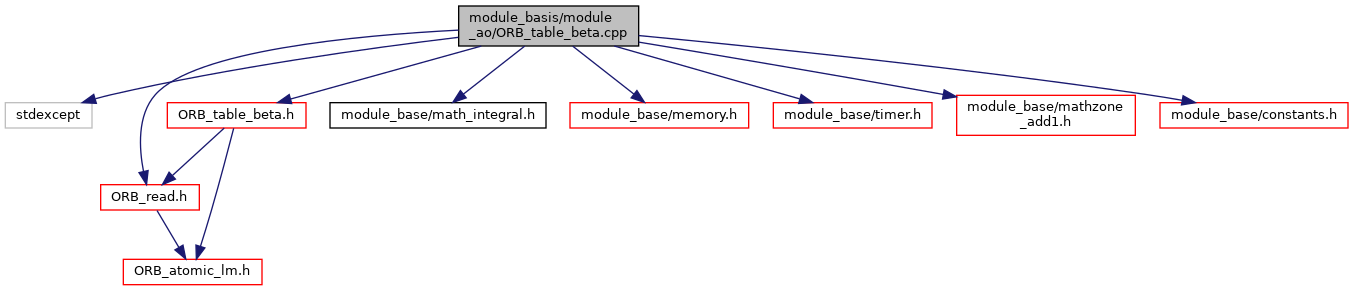 module_basis/module
_ao/ORB_table_beta.cpp
stdexcept
ORB_table_beta.h
module_base/math_integral.h
module_base/memory.h
module_base/timer.h
module_base/mathzone
_add1.h
module_base/constants.h
ORB_read.h
ORB_atomic_lm.h